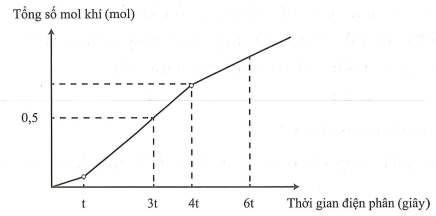 Tổng số mol khí (mol)
0,5
t 3t 4t 6t Thời gian điện phân (giây)